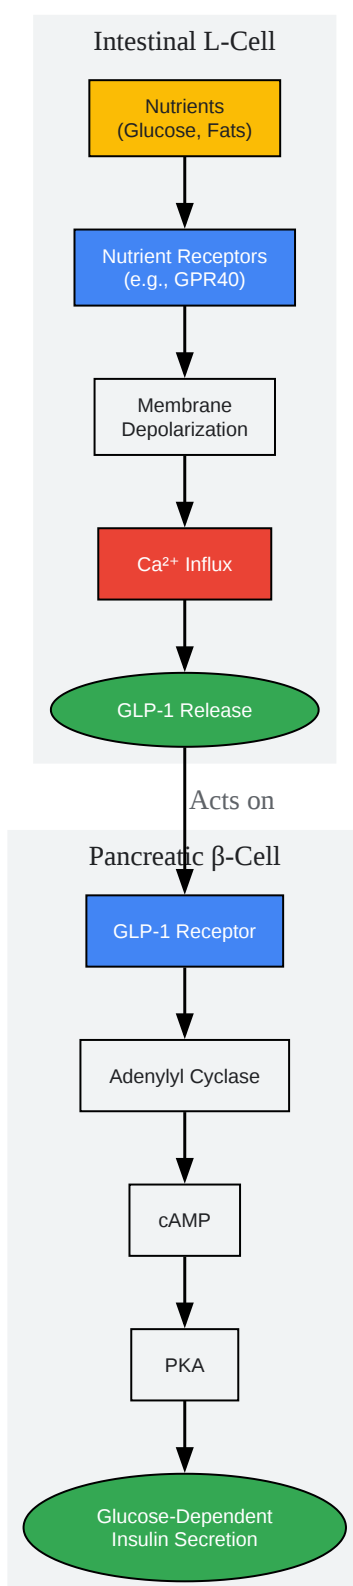 Intestinal L-Cell
Nutrients
(Glucose, Fats)
Nutrient Receptors
(e.g., GPR40)
Membrane
Depolarization
Ca²⁺ Influx
GLP-1 Release
Acts on
Pancreatic β-Cell
GLP-1 Receptor
Adenylyl Cyclase
cAMP
PKA
Glucose-Dependent
Insulin Secretion